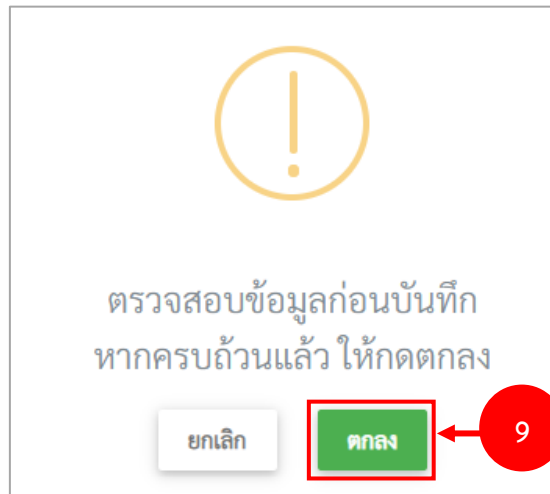 ตรวจสอบข้อมูลก่อนบันทึก
หากครบถ้วนแล้ว ให้กดตกลง
ยกเลิก
ตกลง
9